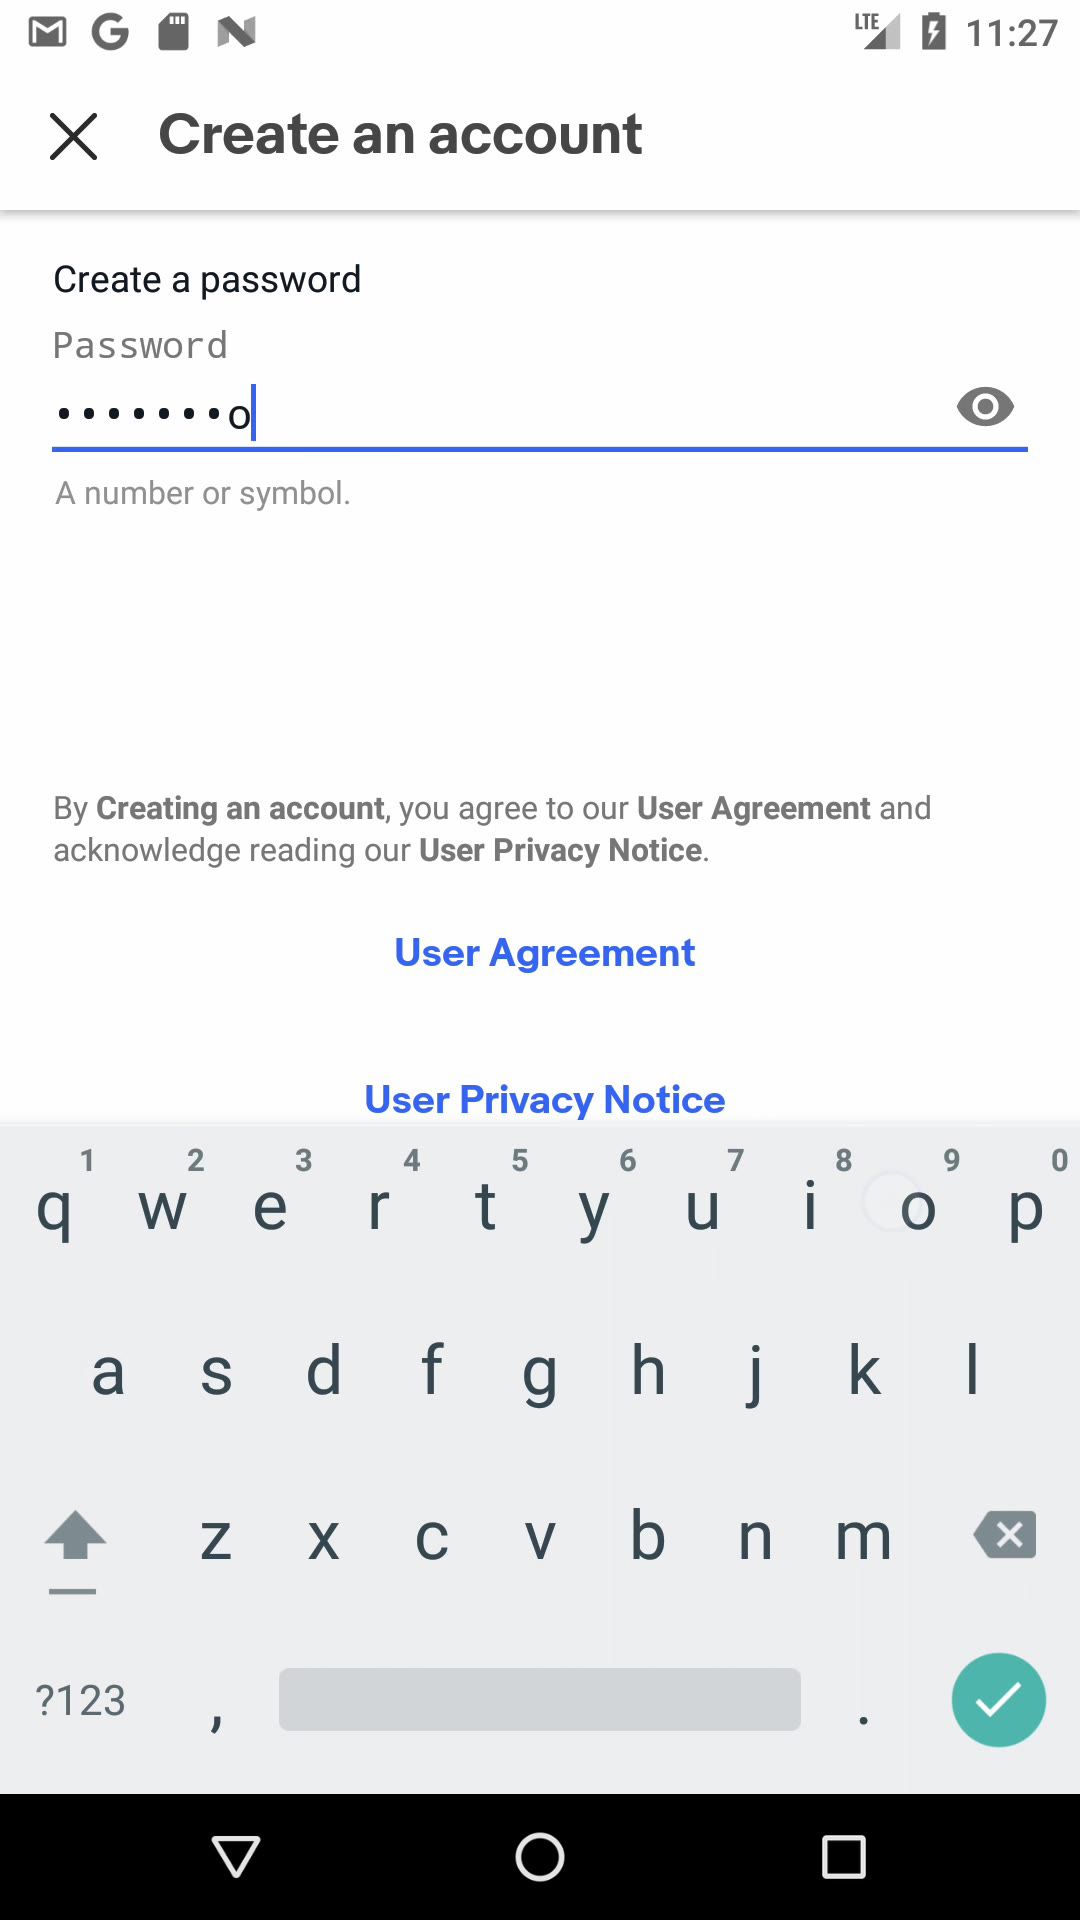 LTE 11:27
Create an account
Create a password
Password
•••••••o
A number or symbol.
By Creating an account, you agree to our User Agreement and
acknowledge reading our User Privacy Notice.
User Agreement
User Privacy Notice
1 2 3 4 5 6 7 8 9 0
q w e r t y u i o p
a s d f g h j k l
z x c v b n m
?123 , .